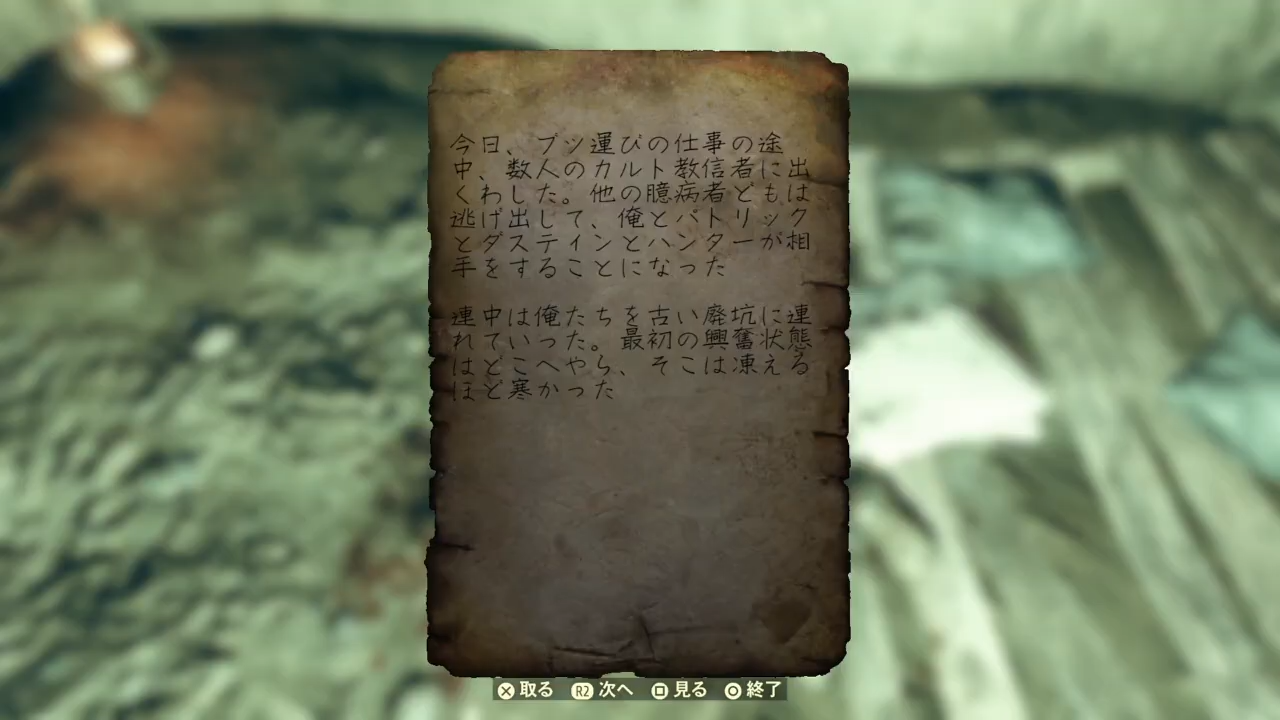 今日、ブツ運びの仕事の途
中、数人のカルト教信者に出
くわした。他の臆病者どもは
逃げ出して、俺とパトリック
とダスティンとハンターが相
手をすることになった
連中は俺たちを古い廃坑に連
れていった。最初の興奮状態
はどこへやら、そこは凍える
ほど寒かった
取る R2 次へ 見る 終了